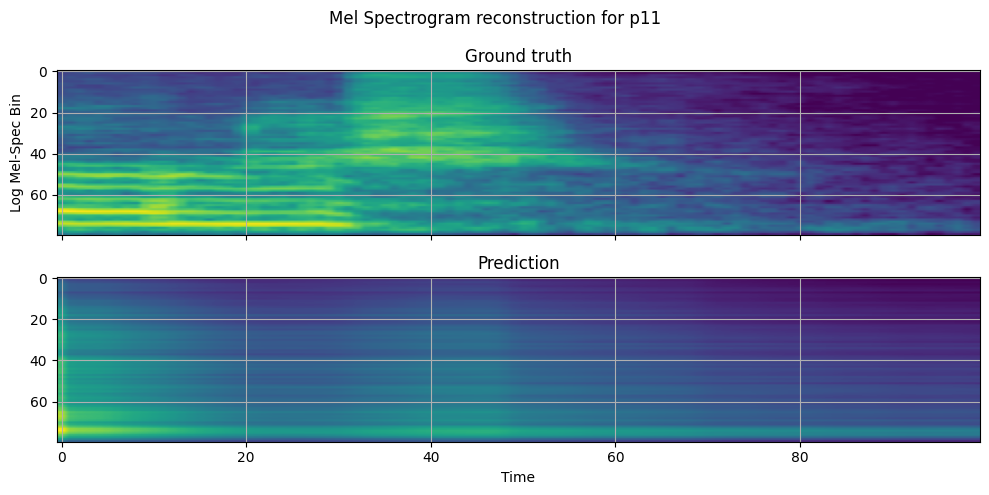 Mel Spectrogram reconstruction for p11
Ground truth
0
20
40
60
Log Mel-Spec Bin
Prediction
0
20
40
60
0 20 40 60 80
Time